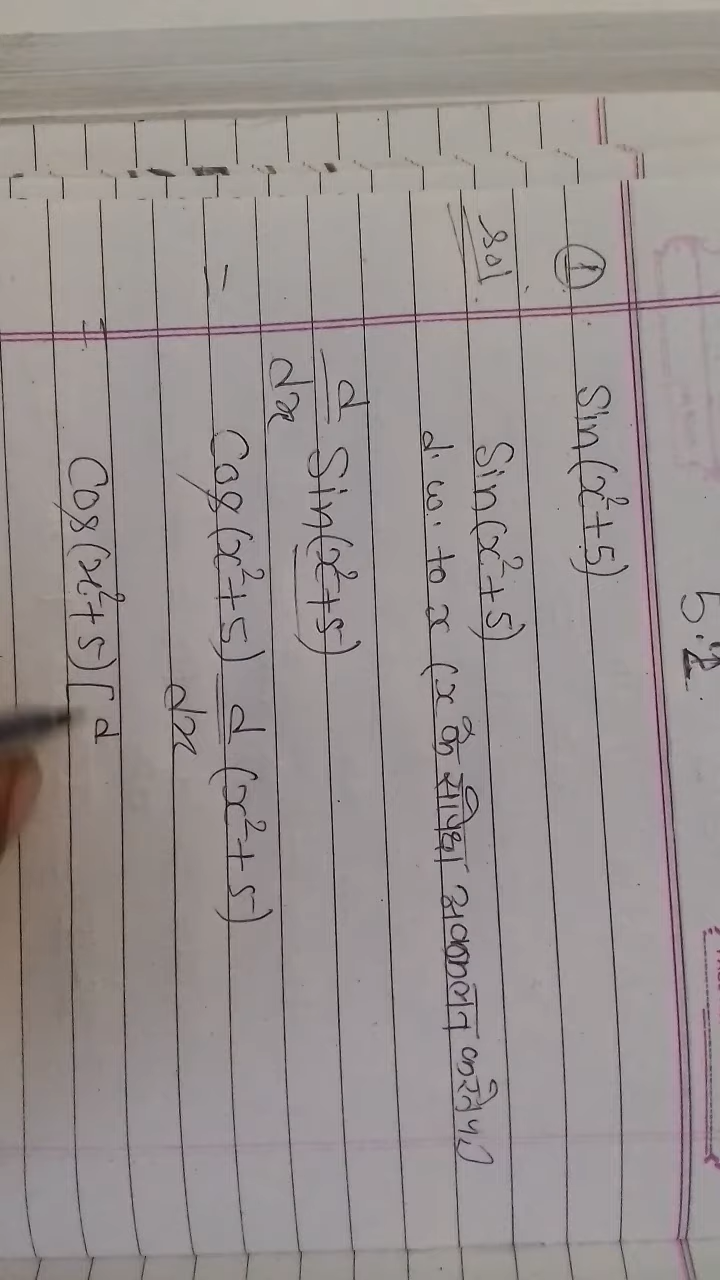 5.2
① Sin(x²+5)
हल
Sin(x²+5)
d. w. to x (x के सापेक्ष अवकलन करने पर)
d/dx Sin(x²+5)
= Cos(x²+5) d/dx (x²+5)
= Cos(x²+5) [d